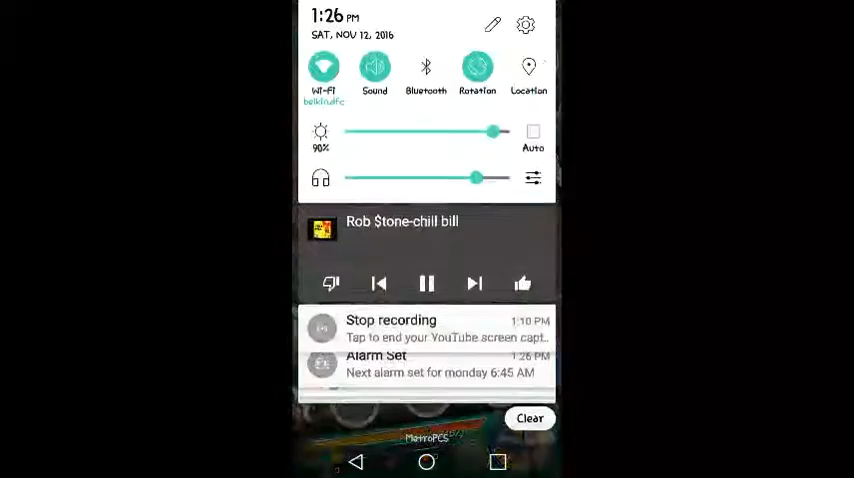 1:26 PM
SAT, NOV 12, 2016
Wi-Fi Sound Bluetooth Rotation Location
belkin.dfc
90% Auto
Rob $tone-chill bill
Stop recording 1:10 PM
Tap to end your YouTube screen capt..
Alarm Set 1:26 PM
Next alarm set for monday 6:45 AM
Clear
MetroPCS